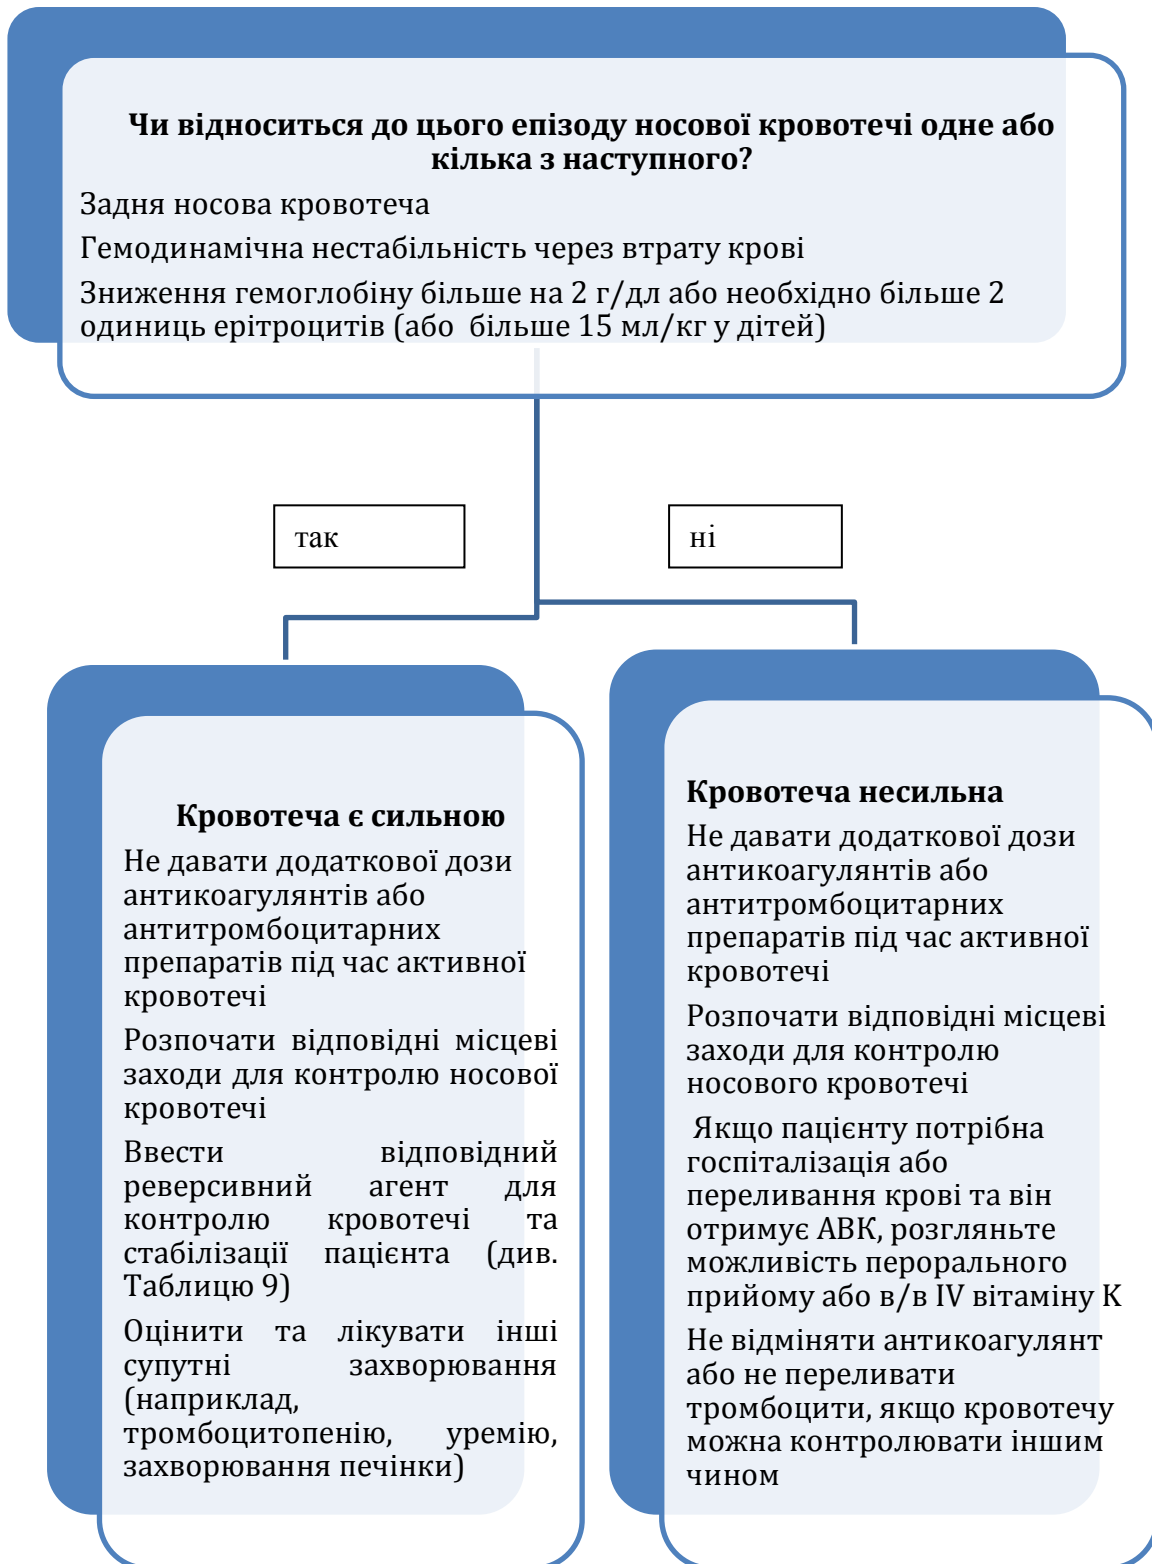 Чи відноситься до цього епізоду носової кровотечі одне або
кілька з наступного?
Задня носова кровотеча
Гемодинамічна нестабільність через втрату крові
Зниження гемоглобіну більше на 2 г/дл або необхідно більше 2
одиниць ерітроцитів (або більше 15 мл/кг у дітей)
так
ні
Кровотеча є сильною
Не давати додаткової дози
антикоагулянтів або
антитромбоцитарних
препаратів під час активної
кровотечі
Розпочати відповідні місцеві
заходи для контролю носової
кровотечі
Ввести відповідний
реверсивний агент для
контролю кровотечі та
стабілізації пацієнта (див.
Таблицю 9)
Оцінити та лікувати інші
супутні захворювання
(наприклад,
тромбоцитопенію, уремію,
захворювання печінки)
Кровотеча несильна
Не давати додаткової дози
антикоагулянтів або
антитромбоцитарних
препаратів під час активної
кровотечі
Розпочати відповідні місцеві
заходи для контролю
носового кровотечі
Якщо пацієнту потрібна
госпіталізація або
переливання крові та він
отримує АВК, розгляньте
можливість перорального
прийому або в/в IV вітаміну К
Не відміняти антикоагулянт
або не переливати
тромбоцити, якщо кровотечу
можна контролювати іншим
чином